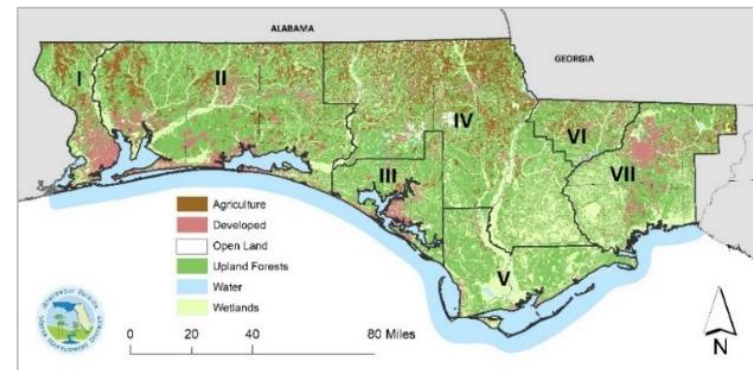 ALABAMA
GEORGIA
I
II
III
IV
V
VI
VII
Agriculture
Developed
Open Land
Upland Forests
Water
Wetlands
0 20 40 80 Miles
N